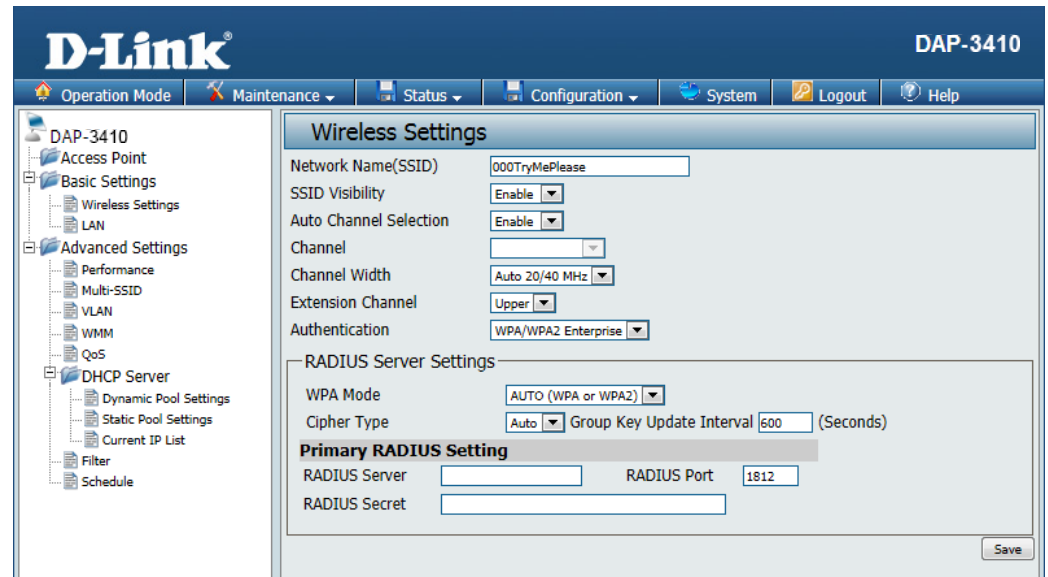 D-Link®
DAP-3410
Operation Mode Maintenance Status Configuration System Logout Help
DAP-3410
Access Point
Basic Settings
Wireless Settings
LAN
Advanced Settings
Performance
Multi-SSID
VLAN
WMM
QoS
DHCP Server
Dynamic Pool Settings
Static Pool Settings
Current IP List
Filter
Schedule
Wireless Settings
Network Name(SSID) 000TryMePlease
SSID Visibility Enable
Auto Channel Selection Enable
Channel
Channel Width Auto 20/40 MHz
Extension Channel Upper
Authentication WPA/WPA2 Enterprise
RADIUS Server Settings
WPA Mode AUTO (WPA or WPA2)
Cipher Type Auto Group Key Update Interval 600 (Seconds)
Primary RADIUS Setting
RADIUS Server RADIUS Port 1812
RADIUS Secret
Save